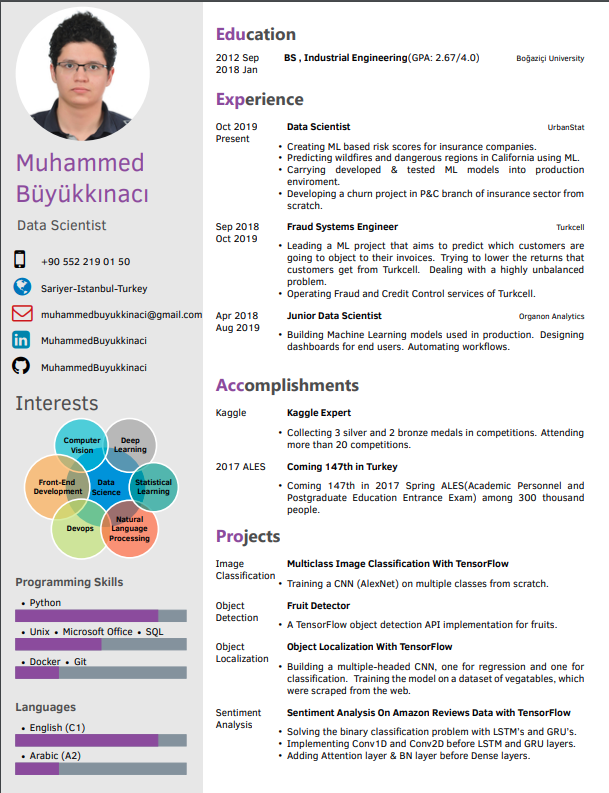 Muhammed
Büyükkınacı
Data Scientist
+90 552 219 01 50
Sariyer-Istanbul-Turkey
muhammedbuyukkinaci@gmail.com
MuhammedBuyukkinaci
MuhammedBuyukkinaci
Interests
Computer Vision
Deep Learning
Front-End Development
Data Science
Statistical Learning
Devops
Natural Language Processing
Programming Skills
• Python
• Unix • Microsoft Office • SQL
• Docker • Git
Languages
• English (C1)
• Arabic (A2)
Education
2012 Sep BS , Industrial Engineering(GPA: 2.67/4.0) Boğaziçi University
2018 Jan
Experience
Oct 2019 Data Scientist UrbanStat
Present
• Creating ML based risk scores for insurance companies.
• Predicting wildfires and dangerous regions in California using ML.
• Carrying developed & tested ML models into production
enviroment.
• Developing a churn project in P&C branch of insurance sector from
scratch.
Sep 2018 Fraud Systems Engineer Turkcell
Oct 2019
• Leading a ML project that aims to predict which customers are
going to object to their invoices. Trying to lower the returns that
customers get from Turkcell. Dealing with a highly unbalanced
problem.
• Operating Fraud and Credit Control services of Turkcell.
Apr 2018 Junior Data Scientist Organon Analytics
Aug 2019
• Building Machine Learning models used in production. Designing
dashboards for end users. Automating workflows.
Accomplishments
Kaggle Kaggle Expert
• Collecting 3 silver and 2 bronze medals in competitions. Attending
more than 20 competitions.
2017 ALES Coming 147th in Turkey
• Coming 147th in 2017 Spring ALES(Academic Personnel and
Postgraduate Education Entrance Exam) among 300 thousand
people.
Projects
Image Multiclass Image Classification With TensorFlow
Classification
• Training a CNN (AlexNet) on multiple classes from scratch.
Object Fruit Detector
Detection
• A TensorFlow object detection API implementation for fruits.
Object Object Localization With TensorFlow
Localization
• Building a multiple-headed CNN, one for regression and one for
classification. Training the model on a dataset of vegatables, which
were scraped from the web.
Sentiment Sentiment Analysis On Amazon Reviews Data with TensorFlow
Analysis
• Solving the binary classification problem with LSTM's and GRU's.
• Implementing Conv1D and Conv2D before LSTM and GRU layers.
• Adding Attention layer & BN layer before Dense layers.